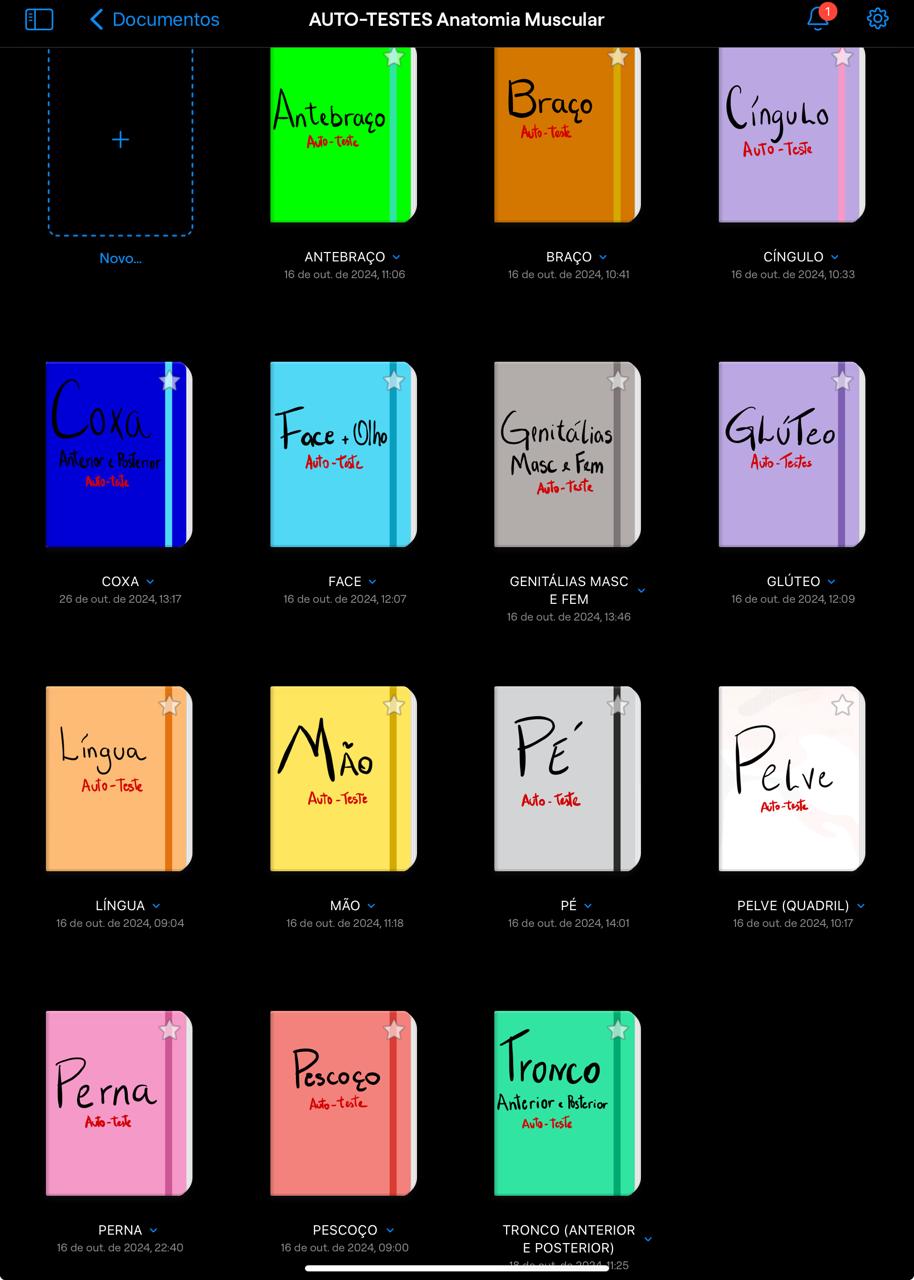 Documentos
AUTO-TESTES Anatomia Muscular
1
Antebraço
Auto-teste
Braço
Auto-teste
Cíngulo
Auto-Teste
Novo...
ANTEBRAÇO
16 de out. de 2024, 11:06
BRAÇO
16 de out. de 2024, 10:41
CÍNGULO
16 de out. de 2024, 10:33
Coxa
Anterior e Posterior
Auto-teste
Face + Olho
Auto-Teste
Genitálias
Masc e Fem
Auto-Teste
GLúTeo
Auto-Testes
COXA
26 de out. de 2024, 13:17
FACE
16 de out. de 2024, 12:07
GENITÁLIAS MASC
E FEM
16 de out. de 2024, 13:46
GLÚTEO
16 de out. de 2024, 12:09
Língua
Auto-Teste
MÃO
Auto-Teste
PÉ
Auto-Teste
Pelve
Auto-teste
LÍNGUA
16 de out. de 2024, 09:04
MÃO
16 de out. de 2024, 11:18
PÉ
16 de out. de 2024, 14:01
PELVE (QUADRIL)
16 de out. de 2024, 10:17
Perna
Auto-teste
Pescoço
Auto-teste
Tronco
Anterior e Posterior
Auto-teste
PERNA
16 de out. de 2024, 22:40
PESCOÇO
16 de out. de 2024, 09:00
TRONCO (ANTERIOR
E POSTERIOR)
18 de out. de 2024, 11:25